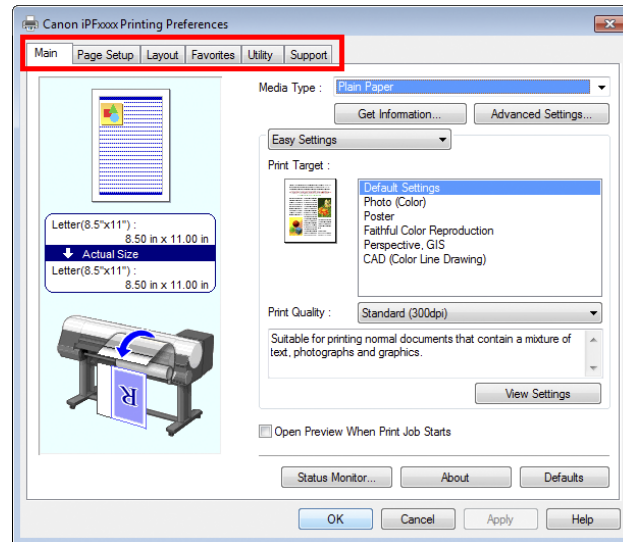 Canon iPFxxxx Printing Preferences
Main Page Setup Layout Favorites Utility Support
Media Type : Plain Paper
Get Information... Advanced Settings...
Easy Settings
Print Target :
Default Settings
Photo (Color)
Poster
Faithful Color Reproduction
Perspective, GIS
CAD (Color Line Drawing)
Letter(8.5"x11") :
8.50 in x 11.00 in
Actual Size
Letter(8.5"x11") :
8.50 in x 11.00 in
R
Print Quality : Standard (300dpi)
Suitable for printing normal documents that contain a mixture of
text, photographs and graphics.
View Settings
Open Preview When Print Job Starts
Status Monitor... About Defaults
OK Cancel Apply Help